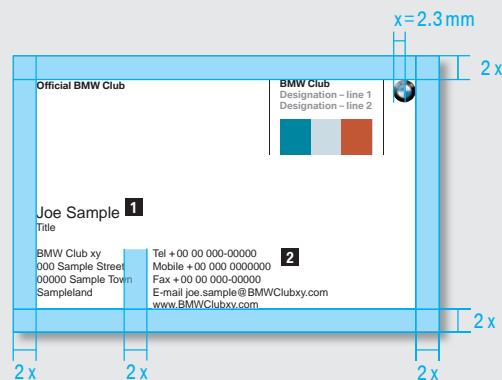 x = 2.3 mm
2 x
Official BMW Club
BMW Club
Designation – line 1
Designation – line 2
Joe Sample 1
Title
BMW Club xy
000 Sample Street
00000 Sample Town
Sampleland
Tel +00 00 000-00000 2
Mobile +00 000 0000000
Fax +00 00 000-00000
E-mail joe.sample@BMWClubxy.com
www.BMWClubxy.com
2 x
2 x
2 x
2 x